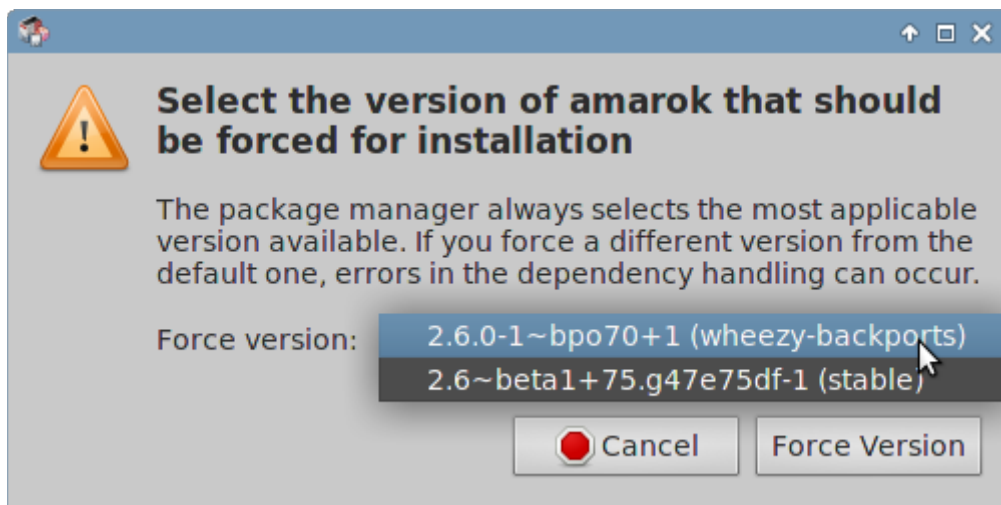 Select the version of amarok that should
be forced for installation
The package manager always selects the most applicable
version available. If you force a different version from the
default one, errors in the dependency handling can occur.
Force version:
2.6.0-1~bpo70+1 (wheezy-backports)
2.6~beta1+75.g47e75df-1 (stable)
Cancel
Force Version